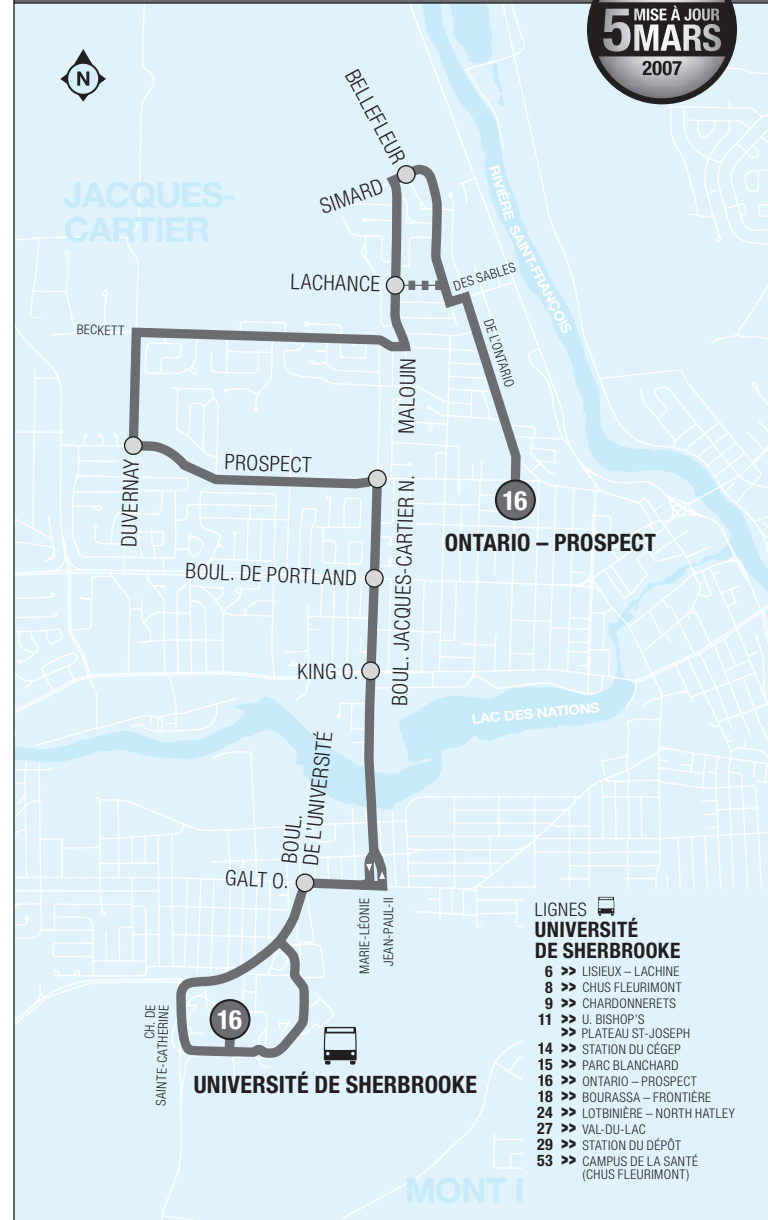 5 MISE À JOUR
MARS
2007
N
BELLEFLEUR
SIMARD
JACQUES-
CARTIER
RIVIÈRE SAINT-FRANÇOIS
LACHANCE
DES SABLES
BECKETT
DE L'ONTARIO
MALOUIN
PROSPECT
DUVERNAY
16
ONTARIO – PROSPECT
BOUL. DE PORTLAND
BOUL. JACQUES-CARTIER N.
KING O.
LAC DES NATIONS
BOUL.
DE L'UNIVERSITÉ
GALT O.
MARIE-LÉONIE
JEAN-PAUL-II
CH. DE
SAINTE-CATHERINE
16
UNIVERSITÉ DE SHERBROOKE
LIGNES
UNIVERSITÉ
DE SHERBROOKE
6 >> LISIEUX – LACHINE
8 >> CHUS FLEURIMONT
9 >> CHARDONNERETS
11 >> U. BISHOP'S
>> PLATEAU ST-JOSEPH
14 >> STATION DU CÉGEP
15 >> PARC BLANCHARD
16 >> ONTARIO – PROSPECT
18 >> BOURASSA – FRONTIÈRE
24 >> LOTBINIÈRE – NORTH HATLEY
27 >> VAL-DU-LAC
29 >> STATION DU DÉPÔT
53 >> CAMPUS DE LA SANTÉ
(CHUS FLEURIMONT)
MONT